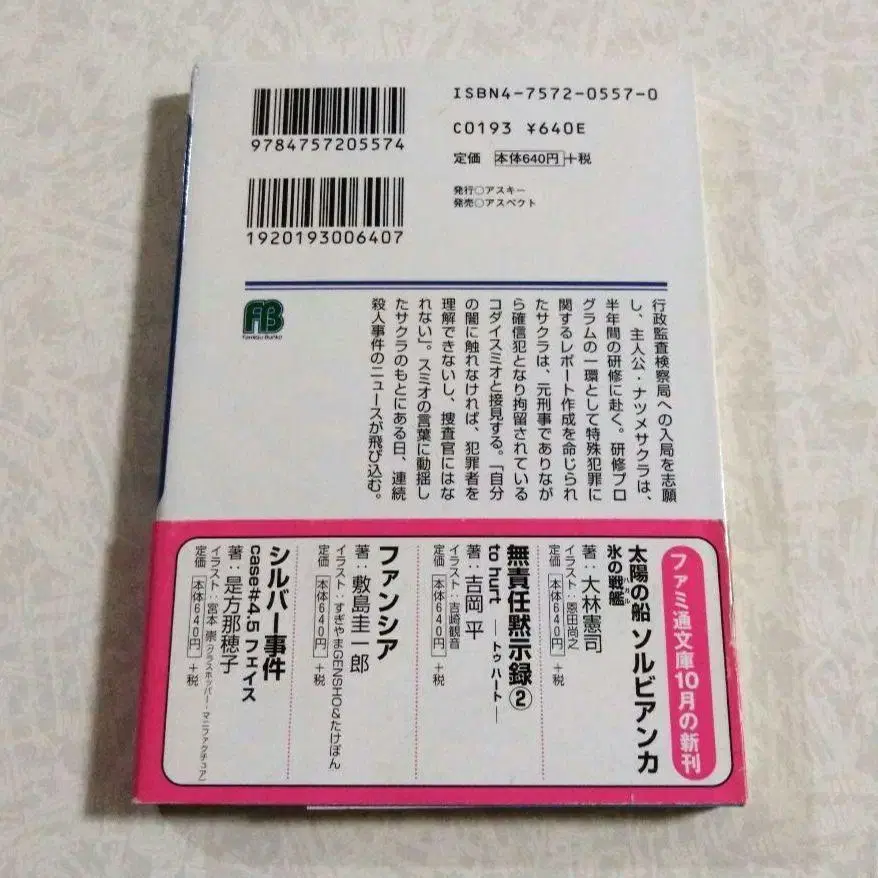 9784757205574
1920193006407
ISBN4-7572-0557-0
C0193 ¥640E
定価 本体640円+税
発行○アスキー
発売○アスペクト
行政監査検察局への入局を志願
し、主人公・ナツメサクラは、
半年間の研修に赴く。研修プロ
グラムの一環として特殊犯罪に
関するレポート作成を命じられ
たサクラは、元刑事でありなが
ら確信犯となり拘留されている
コダイスミオと接見する。「自分
の闇に触れなければ、犯罪者を
理解できないし、捜査官にはな
れない」。スミオの言葉に動揺し
たサクラのもとにある日、連続
殺人事件のニュースが飛び込む。
FB
Famitsu Bunko
ファミ通文庫10月の新刊
太陽の船 ソルビアンカ
氷の戦艦
著:大林憲司
イラスト:恩田尚之
定価 本体640円 +税
無責任黙示録②
to hurt ―トゥ ハート―
著:吉岡 平
イラスト:吉崎観音
定価 本体640円 +税
ファンシア
著:敷島圭一郎
イラスト:すぎやまGENSHO&たけぽん
定価 本体640円 +税
シルバー事件
case#4.5 フェイス
著:是方那穂子
イラスト:宮本 崇(グラスホッパー・マニファクチュア)
定価 本体640円 +税